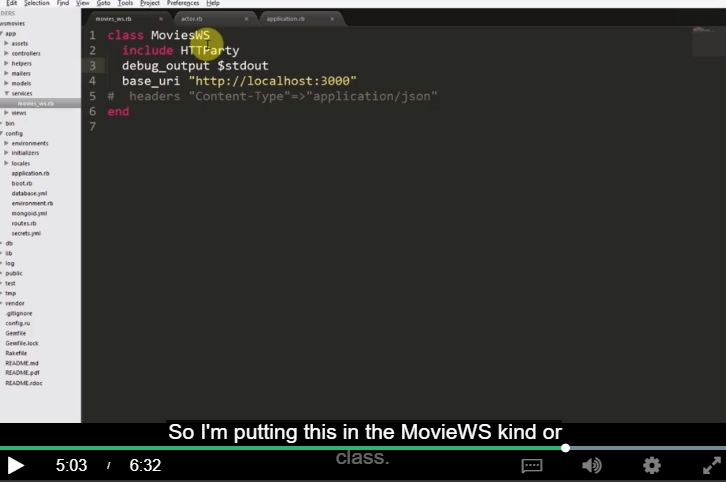 Edit Selection Find View Goto Tools Project Preferences Help
movies_ws.rb × actor.rb × application.rb ×
1 class MoviesWS
2 include HTTParty
3 debug_output $stdout
4 base_uri "http://localhost:3000"
5 # headers "Content-Type"=>"application/json"
6 end
7
app
assets
controllers
helpers
mailers
models
services
movies_ws.rb
views
bin
config
environments
initializers
locales
application.rb
boot.rb
database.yml
environment.rb
mongoid.yml
routes.rb
secrets.yml
db
lib
log
public
test
tmp
vendor
.gitignore
config.ru
Gemfile
Gemfile.lock
Rakefile
README.md
README.pdf
README.rdoc
So I'm putting this in the MovieWS kind or
class.
5:03 / 6:32